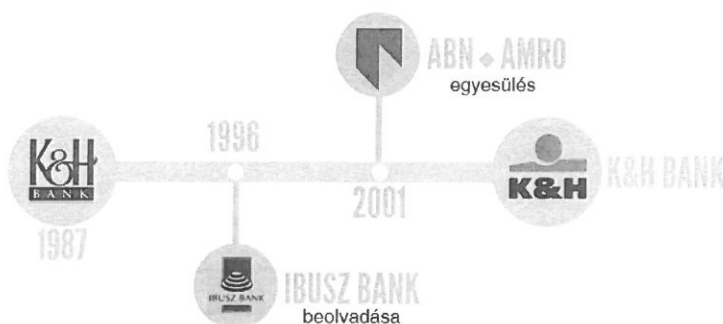 ABN ◆ AMRO
egyesülés
1996
K&H
BANK
1987
2001
K&H
K&H BANK
IBUSZ BANK
IBUSZ BANK
beolvadása